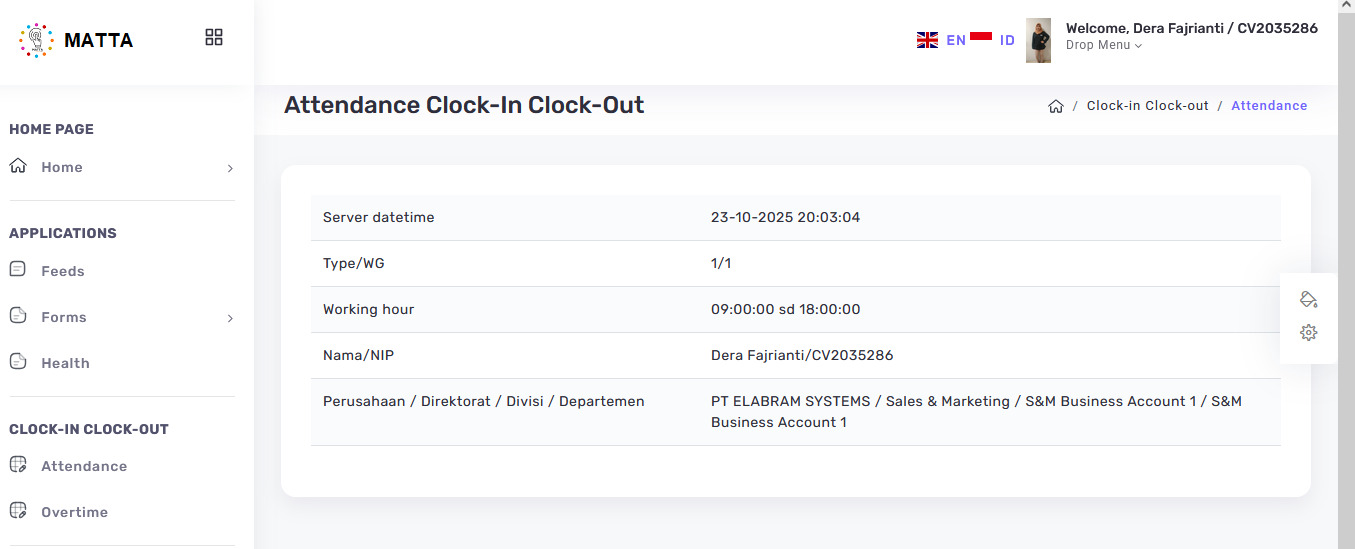 MATTA
EN ID
Welcome, Dera Fajrianti / CV2035286
Drop Menu
HOME PAGE
Home
APPLICATIONS
Feeds
Forms
Health
CLOCK-IN CLOCK-OUT
Attendance
Overtime
Attendance Clock-In Clock-Out
/ Clock-in Clock-out / Attendance
Server datetime 23-10-2025 20:03:04
Type/WG 1/1
Working hour 09:00:00 sd 18:00:00
Nama/NIP Dera Fajrianti/CV2035286
Perusahaan / Direktorat / Divisi / Departemen PT ELABRAM SYSTEMS / Sales & Marketing / S&M Business Account 1 / S&M
Business Account 1